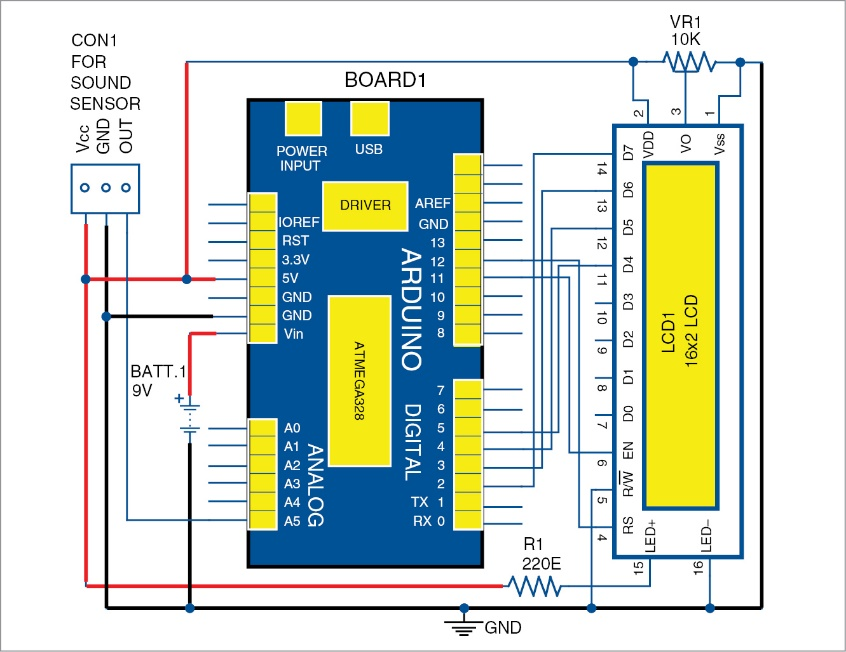 CON1
FOR
SOUND
SENSOR
Vcc
GND
OUT
BOARD1
VR1
10K
POWER
INPUT
USB
DRIVER
IOREF
RST
3.3V
5V
GND
GND
Vin
AREF
GND
13
12
11
10
9
8
ARDUINO
ATMEGA328
BATT.1
9V
+
A0
A1
A2
A3
A4
A5
ANALOG
7
6
5
4
3
2
TX 1
RX 0
DIGITAL
2
3
1
VDD
VO
Vss
14
D7
13
D6
12
D5
11
D4
10
D3
9
D2
8
D1
7
D0
6
EN
5
R/W
4
RS
LCD1
16x2 LCD
15
LED+
16
LED–
R1
220E
GND